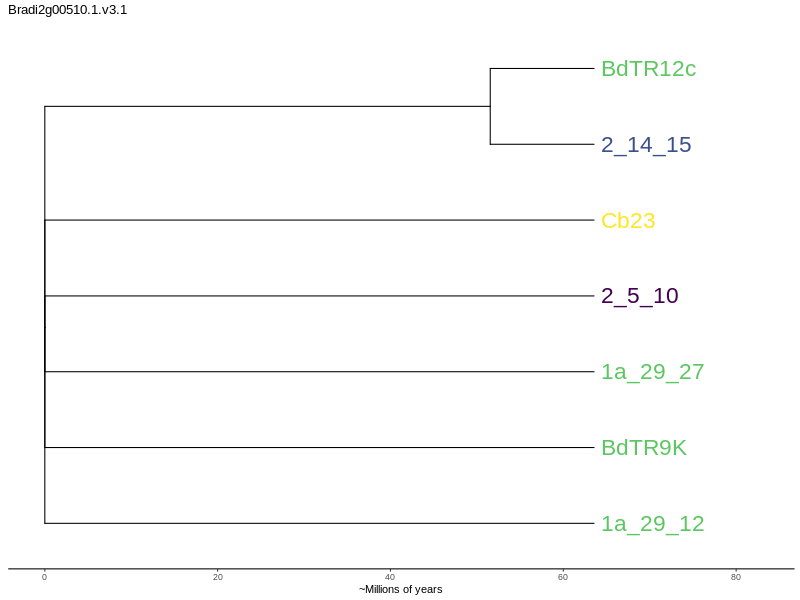 Bradi2g00510.1.v3.1
BdTR12c
2_14_15
Cb23
2_5_10
1a_29_27
BdTR9K
1a_29_12
0 20 40 60 80
~Millions of years